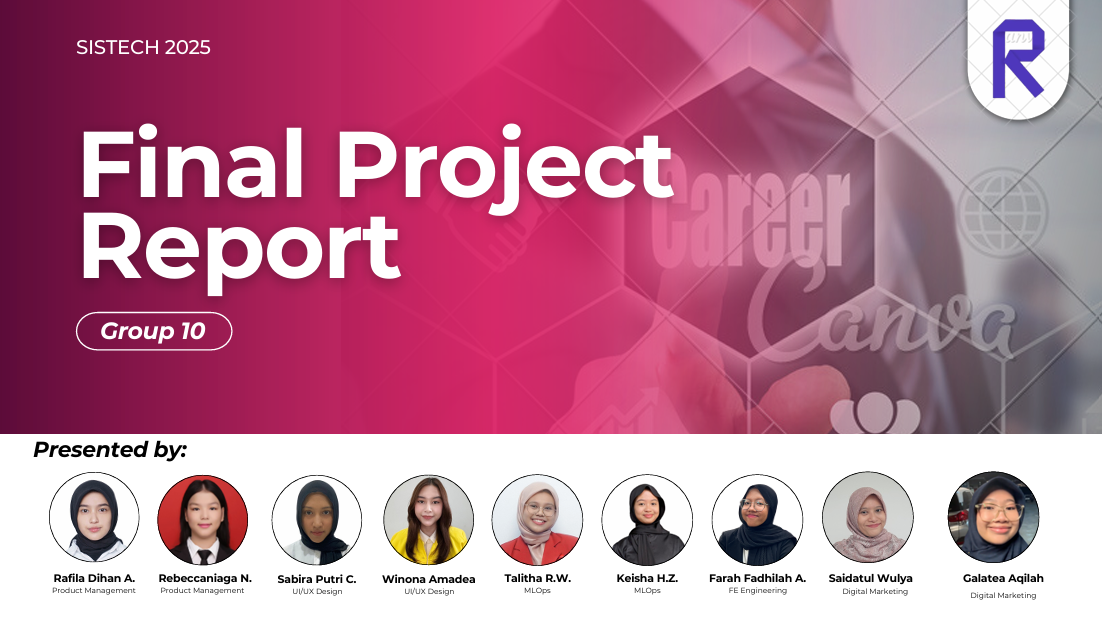 SISTECH 2025
Final Project
Report
Group 10
Career
Canva
R
Presented by:
Rafila Dihan A.
Product Management
Rebeccaniaga N.
Product Management
Sabira Putri C.
UI/UX Design
Winona Amadea
UI/UX Design
Talitha R.W.
MLOps
Keisha H.Z.
MLOps
Farah Fadhilah A.
FE Engineering
Saidatul Wulya
Digital Marketing
Galatea Aqilah
Digital Marketing